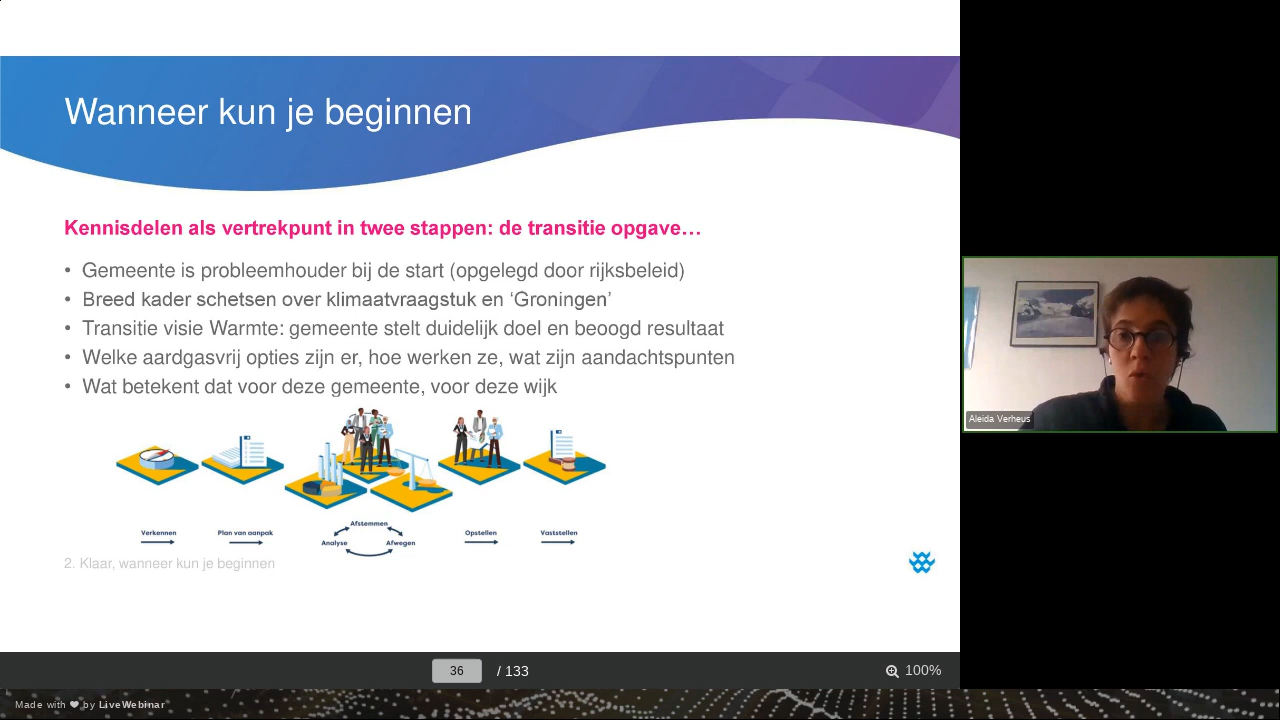 Wanneer kun je beginnen
Kennisdelen als vertrekpunt in twee stappen: de transitie opgave…
• Gemeente is probleemhouder bij de start (opgelegd door rijksbeleid)
• Breed kader schetsen over klimaatvraagstuk en ‘Groningen’
• Transitie visie Warmte: gemeente stelt duidelijk doel en beoogd resultaat
• Welke aardgasvrij opties zijn er, hoe werken ze, wat zijn aandachtspunten
• Wat betekent dat voor deze gemeente, voor deze wijk
Aleida Verheus
Afstemmen
Verkennen
Plan van aanpak
Analyse
Afwegen
Opstellen
Vaststellen
2. Klaar, wanneer kun je beginnen
36 / 133
100%
Made with ❤ by LiveWebinar